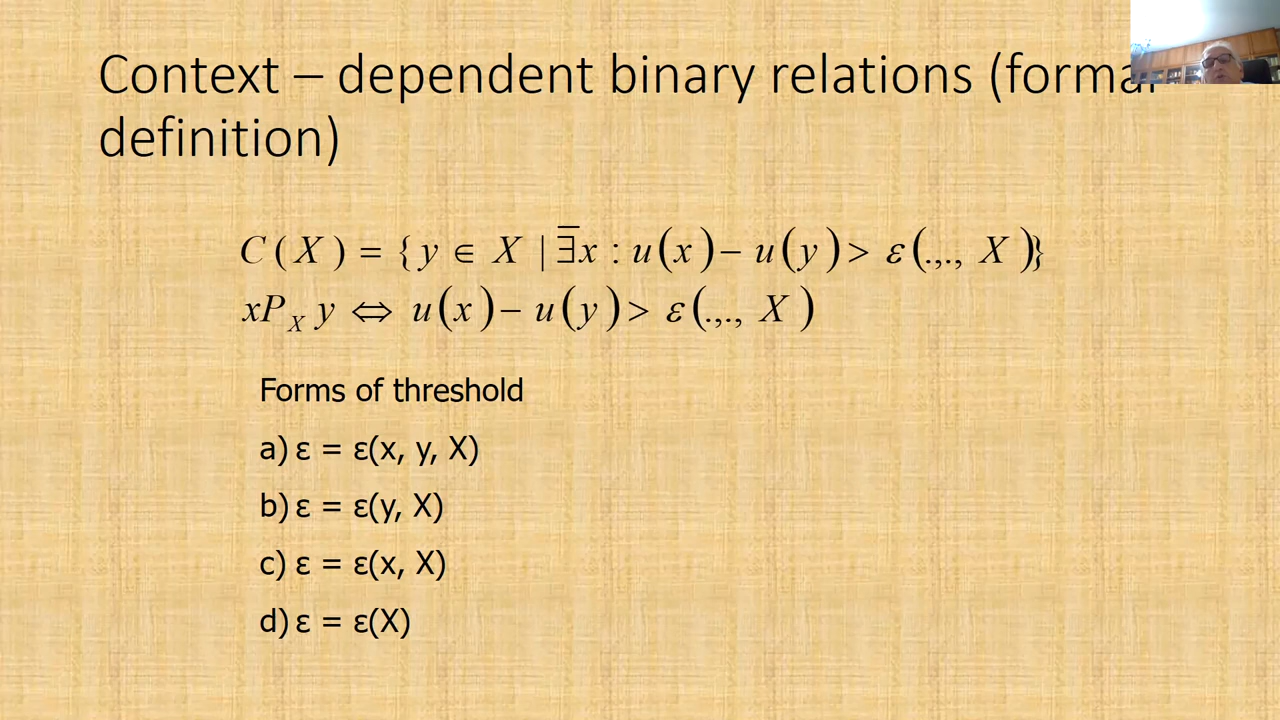 Context – dependent binary relations (formal
definition)
C(X) = {y ∈ X | ∃̅x : u(x) − u(y) > ε(.,., X)}
xP_X y ⇔ u(x) − u(y) > ε(.,., X)
Forms of threshold
a) ε = ε(x, y, X)
b) ε = ε(y, X)
c) ε = ε(x, X)
d) ε = ε(X)